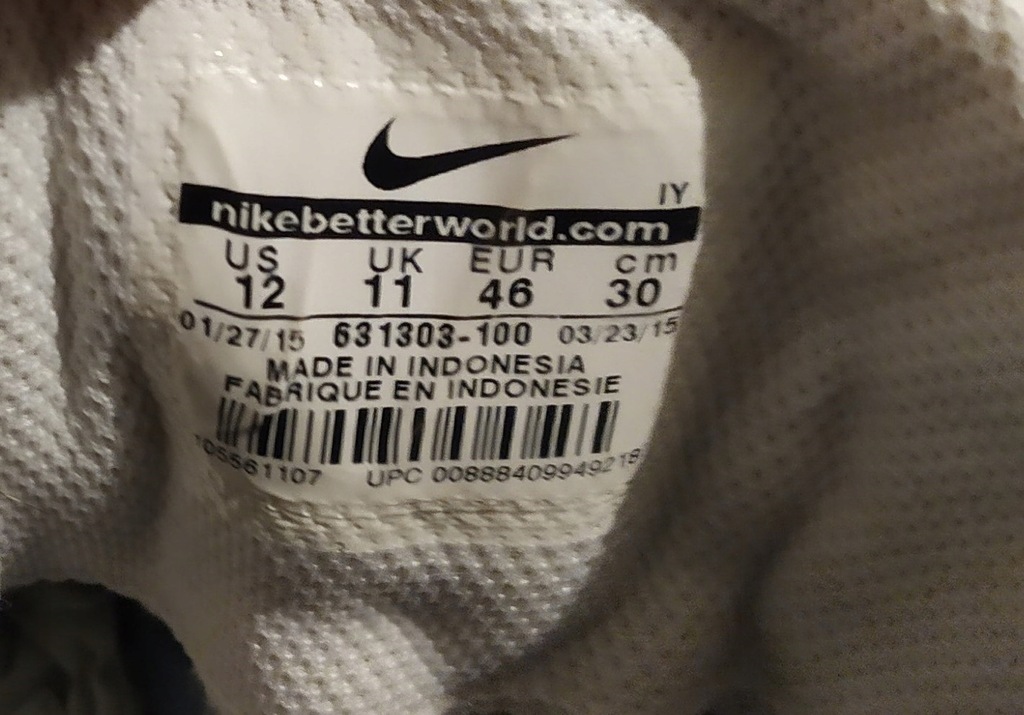 IY
nikebetterworld.com
US UK EUR cm
12 11 46 30
01/27/15 631303-100 03/23/15
MADE IN INDONESIA
FABRIQUE EN INDONESIE
105561107 UPC 00888409949218